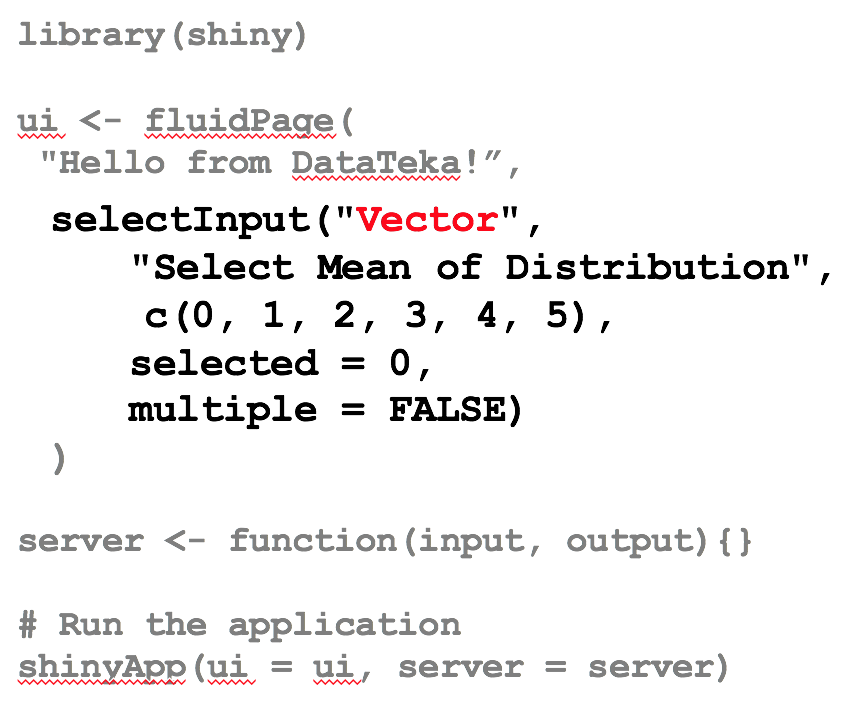 library(shiny)
ui <- fluidPage(
"Hello from DataTeka!”,
selectInput("Vector",
"Select Mean of Distribution",
c(0, 1, 2, 3, 4, 5),
selected = 0,
multiple = FALSE)
)
server <- function(input, output){}
# Run the application
shinyApp(ui = ui, server = server)